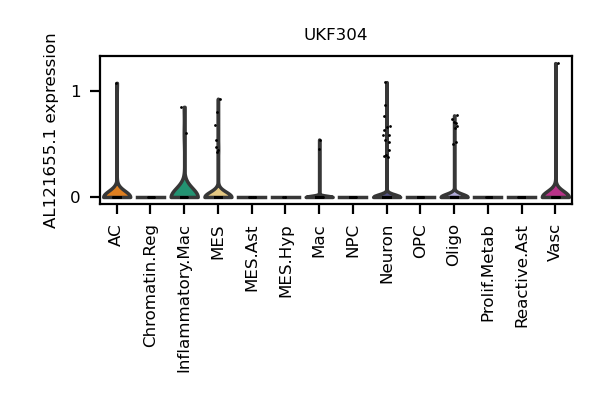 UKF304
AL121655.1 expression
1
0
AC
Chromatin.Reg
Inflammatory.Mac
MES
MES.Ast
MES.Hyp
Mac
NPC
Neuron
OPC
Oligo
Prolif.Metab
Reactive.Ast
Vasc